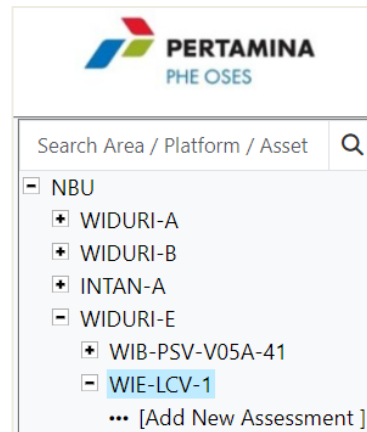 PERTAMINA
PHE OSES
Search Area / Platform / Asset
NBU
WIDURI-A
WIDURI-B
INTAN-A
WIDURI-E
WIB-PSV-V05A-41
WIE-LCV-1
[Add New Assessment ]